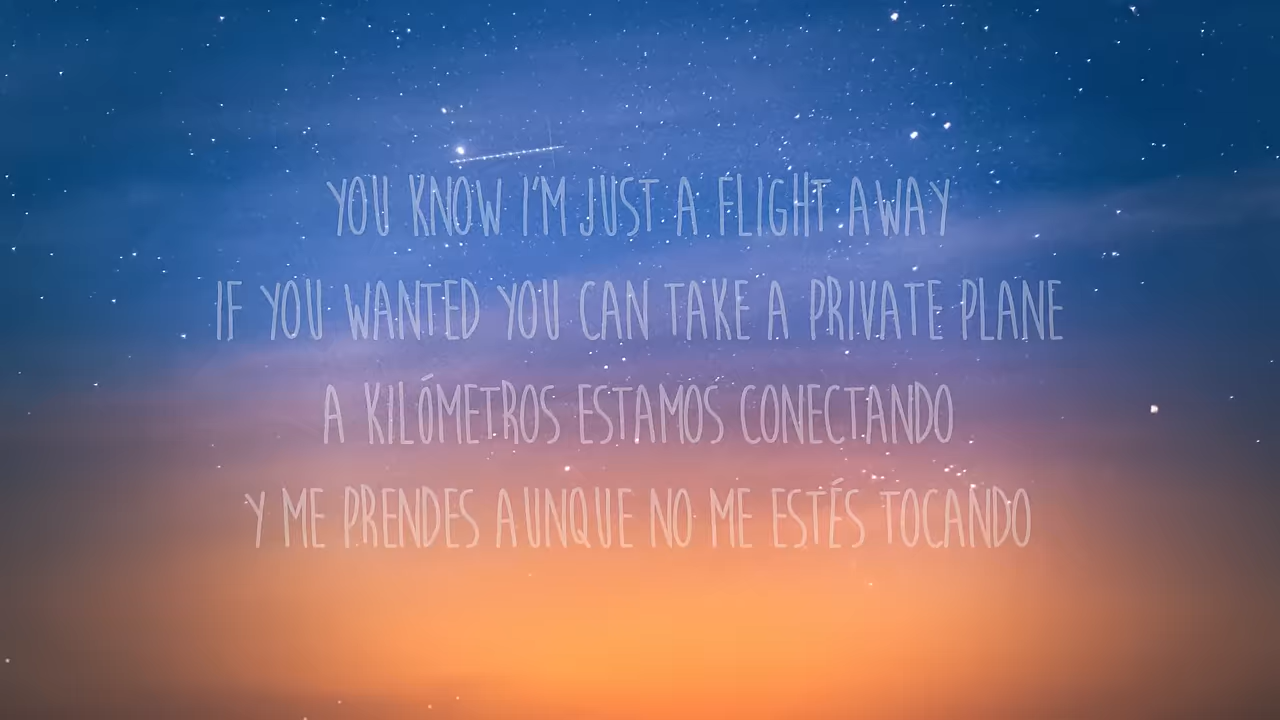 YOU KNOW I'M JUST A FLIGHT AWAY
IF YOU WANTED YOU CAN TAKE A PRIVATE PLANE
A KILÓMETROS ESTAMOS CONECTANDO
Y ME PRENDES AUNQUE NO ME ESTÉS TOCANDO